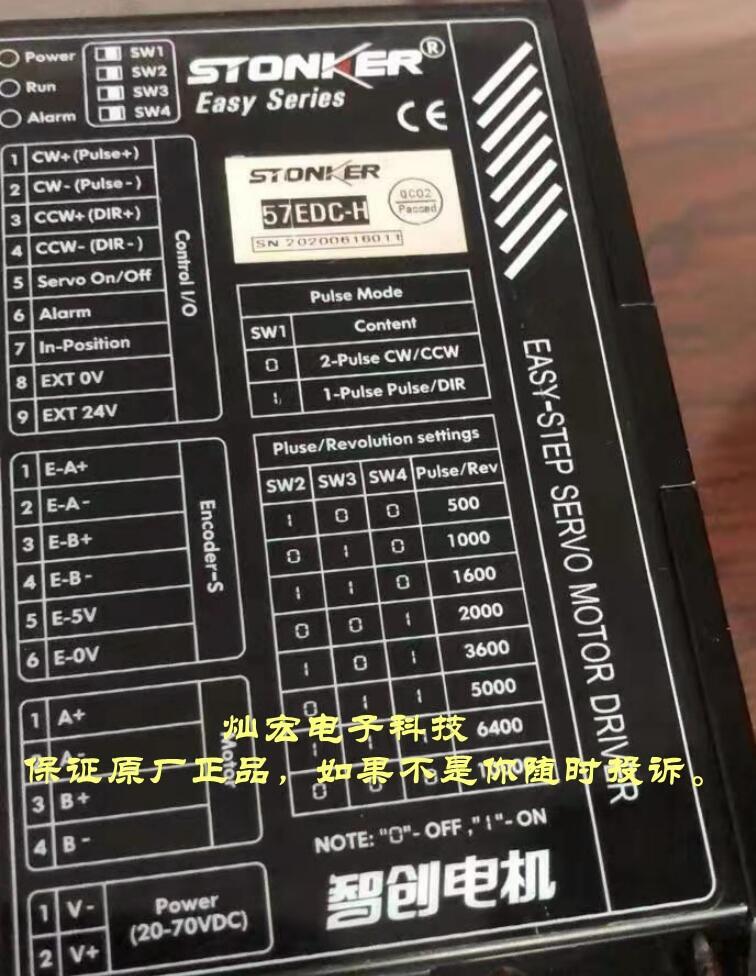 Power
Run
Alarm
SW1
SW2
SW3
SW4
STONKER®
Easy Series
CE
STONKER
57EDC-H
QC02
Passed
SN 20200616011
1 CW+(Pulse+)
2 CW-(Pulse-)
3 CCW+(DIR+)
4 CCW-(DIR-)
5 Servo On/Off
6 Alarm
7 In-Position
8 EXT 0V
9 EXT 24V
Control I/O
Pulse Mode
SW1 Content
0 2-Pulse CW/CCW
1 1-Pulse Pulse/DIR
1 E-A+
2 E-A-
3 E-B+
4 E-B-
5 E-5V
6 E-0V
Encoder-S
Pluse/Revolution settings
SW2 SW3 SW4 Pulse/Rev
1 0 0 500
0 1 0 1000
1 1 0 1600
0 0 1 2000
1 0 1 3600
0 1 1 5000
1 1 1 6400
0 0 0
1 A+
A-
3 B+
4 B-
Motor
灿宏电子科技
保证原厂正品，如果不是你随时投诉。
NOTE: "0"-OFF,"1"-ON
智创电机
1 V-
2 V+
Power
(20-70VDC)
EASY-STEP SERVO MOTOR DRIVER